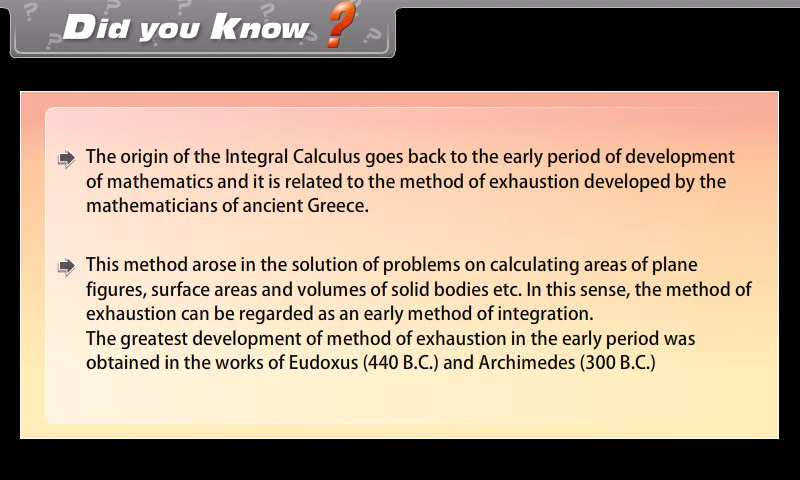 Did you Know ?
The origin of the Integral Calculus goes back to the early period of development
of mathematics and it is related to the method of exhaustion developed by the
mathematicians of ancient Greece.
This method arose in the solution of problems on calculating areas of plane
figures, surface areas and volumes of solid bodies etc. In this sense, the method of
exhaustion can be regarded as an early method of integration.
The greatest development of method of exhaustion in the early period was
obtained in the works of Eudoxus (440 B.C.) and Archimedes (300 B.C.)